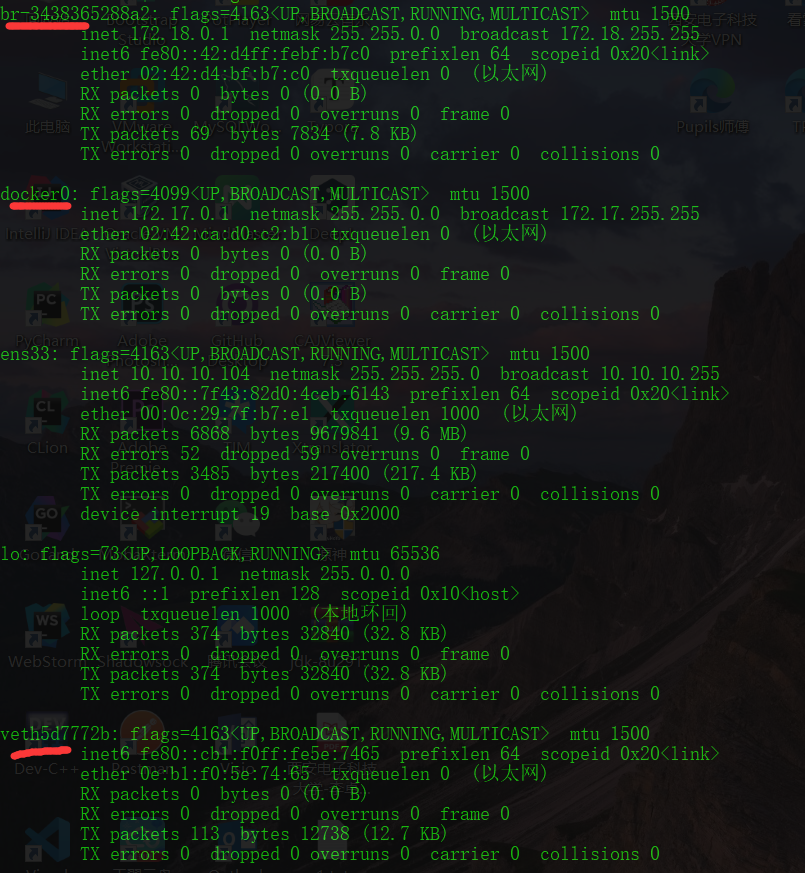 br-3438365288a2: flags=4163<UP,BROADCAST,RUNNING,MULTICAST>  mtu 1500
        inet 172.18.0.1  netmask 255.255.0.0  broadcast 172.18.255.255
        inet6 fe80::42:d4ff:febf:b7c0  prefixlen 64  scopeid 0x20<link>
        ether 02:42:d4:bf:b7:c0  txqueuelen 0  (以太网)
        RX packets 0  bytes 0 (0.0 B)
        RX errors 0  dropped 0  overruns 0  frame 0
        TX packets 69  bytes 7834 (7.8 KB)
        TX errors 0  dropped 0 overruns 0  carrier 0  collisions 0
docker0: flags=4099<UP,BROADCAST,MULTICAST>  mtu 1500
        inet 172.17.0.1  netmask 255.255.0.0  broadcast 172.17.255.255
        ether 02:42:ca:d0:c2:b1  txqueuelen 0  (以太网)
        RX packets 0  bytes 0 (0.0 B)
        RX errors 0  dropped 0  overruns 0  frame 0
        TX packets 0  bytes 0 (0.0 B)
        TX errors 0  dropped 0 overruns 0  carrier 0  collisions 0
ens33: flags=4163<UP,BROADCAST,RUNNING,MULTICAST>  mtu 1500
        inet 10.10.10.104  netmask 255.255.255.0  broadcast 10.10.10.255
        inet6 fe80::7f43:82d0:4ceb:6143  prefixlen 64  scopeid 0x20<link>
        ether 00:0c:29:7f:b7:e1  txqueuelen 1000  (以太网)
        RX packets 6868  bytes 9679841 (9.6 MB)
        RX errors 52  dropped 59  overruns 0  frame 0
        TX packets 3485  bytes 217400 (217.4 KB)
        TX errors 0  dropped 0 overruns 0  carrier 0  collisions 0
        device interrupt 19  base 0x2000
lo: flags=73<UP,LOOPBACK,RUNNING>  mtu 65536
        inet 127.0.0.1  netmask 255.0.0.0
        inet6 ::1  prefixlen 128  scopeid 0x10<host>
        loop  txqueuelen 1000  (本地环回)
        RX packets 374  bytes 32840 (32.8 KB)
        RX errors 0  dropped 0  overruns 0  frame 0
        TX packets 374  bytes 32840 (32.8 KB)
        TX errors 0  dropped 0 overruns 0  carrier 0  collisions 0
veth5d7772b: flags=4163<UP,BROADCAST,RUNNING,MULTICAST>  mtu 1500
        inet6 fe80::cb1:f0ff:fe5e:7465  prefixlen 64  scopeid 0x20<link>
        ether 0e:b1:f0:5e:74:65  txqueuelen 0  (以太网)
        RX packets 0  bytes 0 (0.0 B)
        RX errors 0  dropped 0  overruns 0  frame 0
        TX packets 113  bytes 12738 (12.7 KB)
        TX errors 0  dropped 0 overruns 0  carrier 0  collisions 0
此电脑
Pupils师傅
PyCharm
GitHub
CAJViewer
CLion
WebStorm
Dev-C++
Postman